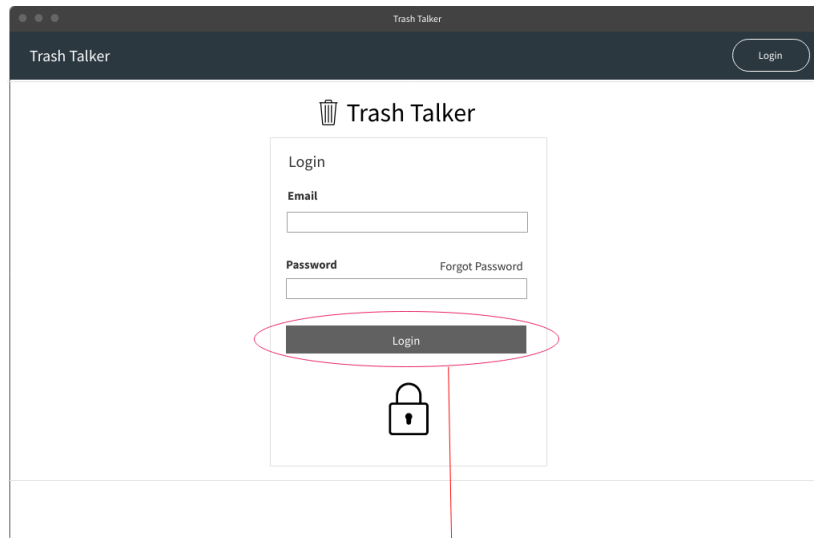 Trash Talker
Trash Talker
Login
Trash Talker
Login
Email
Password
Forgot Password
Login